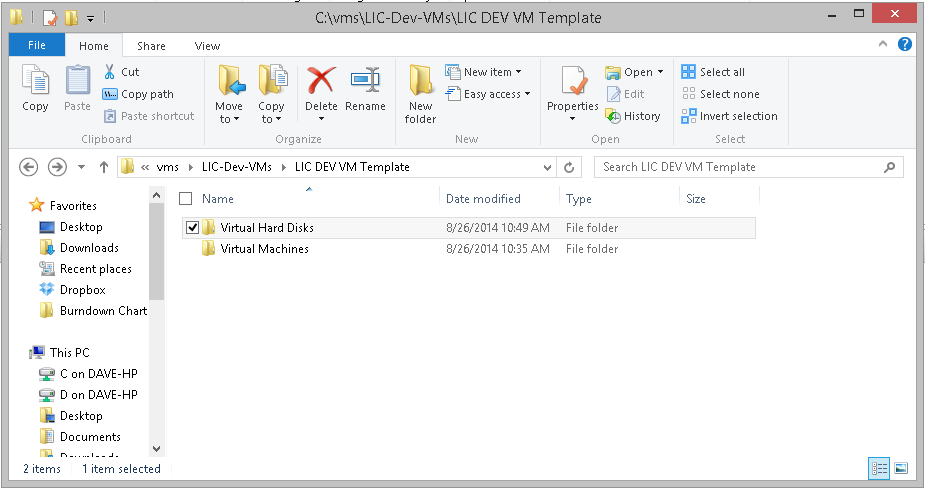 C:\vms\LIC-Dev-VMs\LIC DEV VM Template
File Home Share View
Copy
Paste
Cut
Copy path
Paste shortcut
Clipboard
Move to
Copy to
Delete
Rename
Organize
New folder
New item
Easy access
New
Properties
Open
Edit
History
Open
Select all
Select none
Invert selection
Select
« vms LIC-Dev-VMs LIC DEV VM Template
Search LIC DEV VM Template
Favorites
Desktop
Downloads
Recent places
Dropbox
Burndown Chart
This PC
C on DAVE-HP
D on DAVE-HP
Desktop
Documents
Name Date modified Type Size
Virtual Hard Disks 8/26/2014 10:49 AM File folder
Virtual Machines 8/26/2014 10:35 AM File folder
2 items 1 item selected